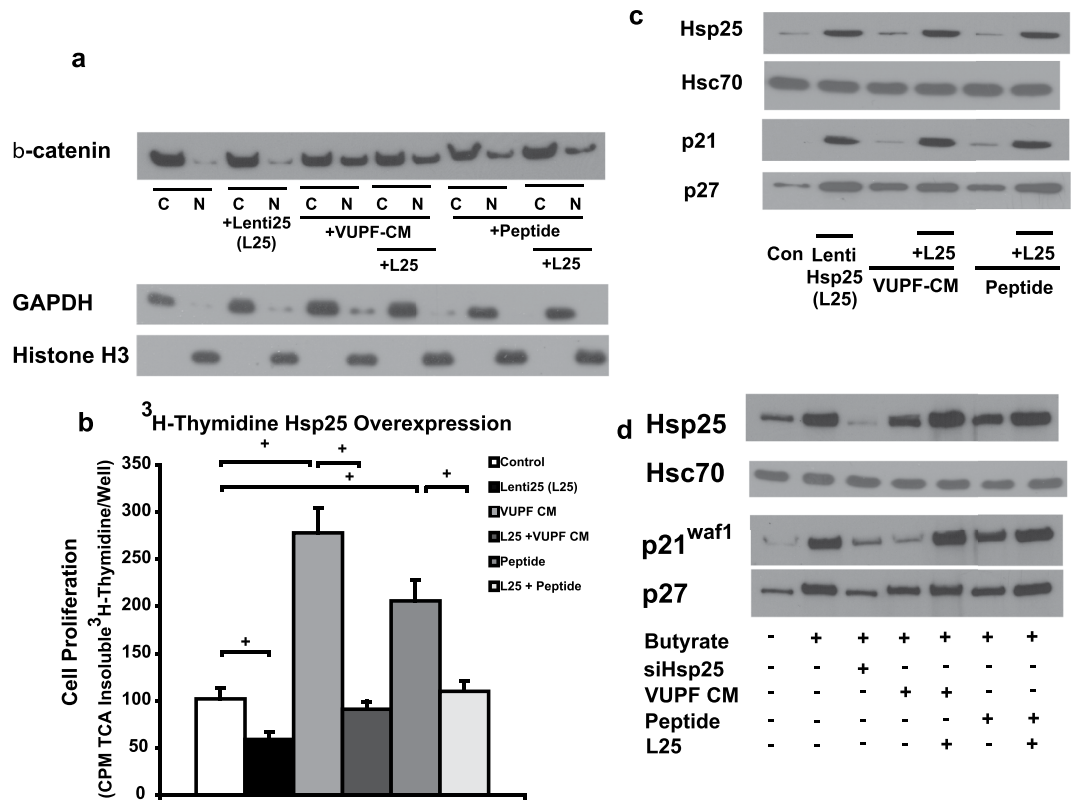 a
b-catenin
C N C N C N C N C N C N
+Lenti25
(L25)
+VUPF-CM
+Peptide
+L25
+L25
GAPDH
Histone H3
b
3H-Thymidine Hsp25 Overexpression
Cell Proliferation
(CPM TCA Insoluble3H-Thymidine/Well)
350
300
250
200
150
100
50
0
+
+
+
+
+
Control
Lenti25 (L25)
VUPF CM
L25 +VUPF CM
Peptide
L25 + Peptide
c
Hsp25
Hsc70
p21
p27
Con
Lenti
Hsp25
(L25)
+L25
VUPF-CM
+L25
Peptide
d
Hsp25
Hsc70
p21waf1
p27
Butyrate - + + + + + +
siHsp25 - - + - - - -
VUPF CM - - - + + - -
Peptide - - - - - + +
L25 - - - - + - +